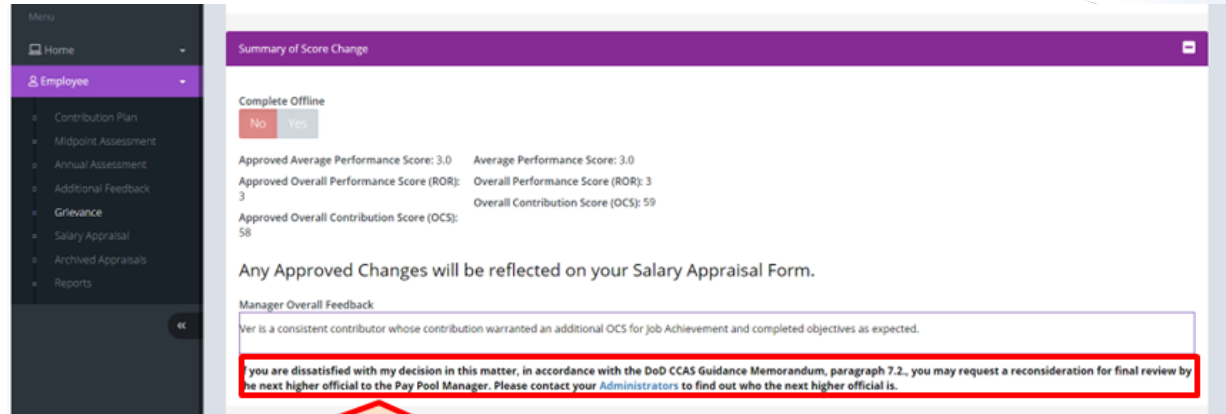 Menu
Home
Employee
Contribution Plan
Midpoint Assessment
Annual Assessment
Additional Feedback
Grievance
Salary Appraisal
Archived Appraisals
Reports
«
Summary of Score Change
Complete Offline
No Yes
Approved Average Performance Score: 3.0
Approved Overall Performance Score (ROR):
3
Approved Overall Contribution Score (OCS):
58
Average Performance Score: 3.0
Overall Performance Score (ROR): 3
Overall Contribution Score (OCS): 59
Any Approved Changes will be reflected on your Salary Appraisal Form.
Manager Overall Feedback
Ver is a consistent contributor whose contribution warranted an additional OCS for Job Achievement and completed objectives as expected.
you are dissatisfied with my decision in this matter, in accordance with the DoD CCAS Guidance Memorandum, paragraph 7.2., you may request a reconsideration for final review by
the next higher official to the Pay Pool Manager. Please contact your Administrators to find out who the next higher official is.